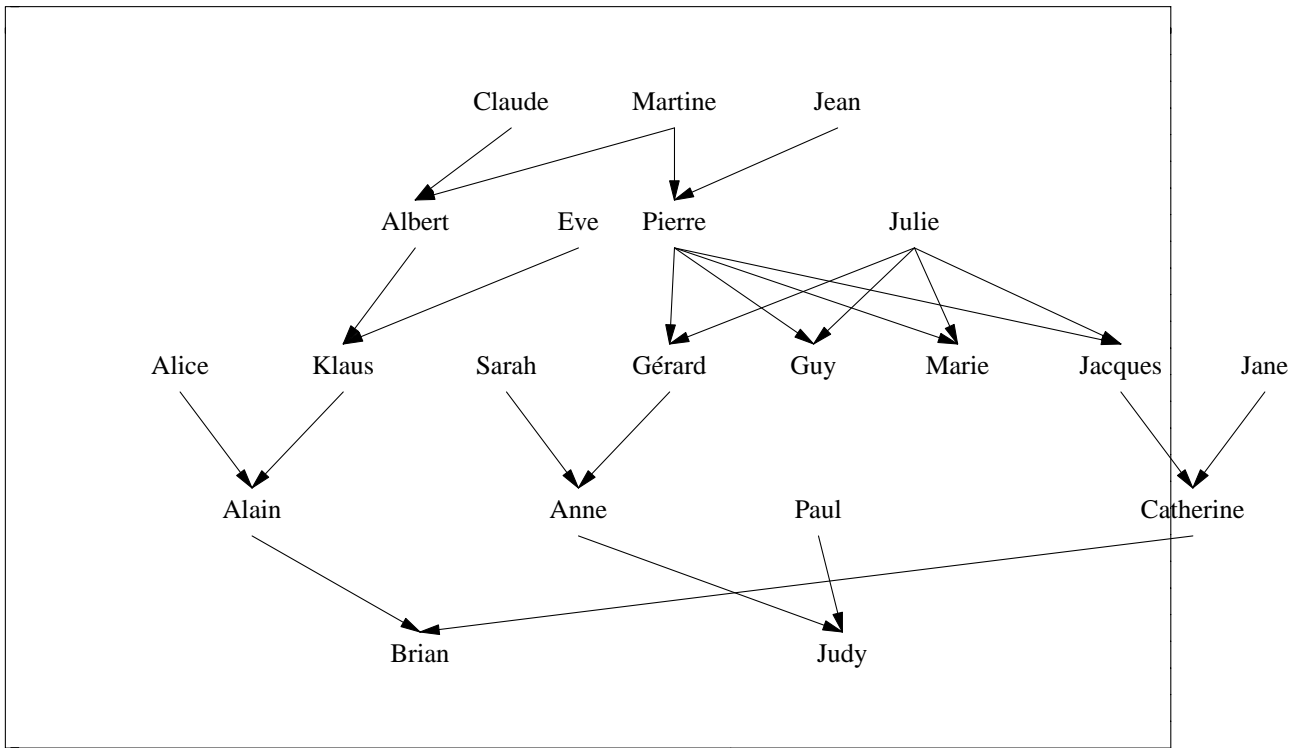 Claude Martine Jean
Albert Eve Pierre Julie
Alice Klaus Sarah Gérard Guy Marie Jacques Jane
Alain Anne Paul Catherine
Brian Judy